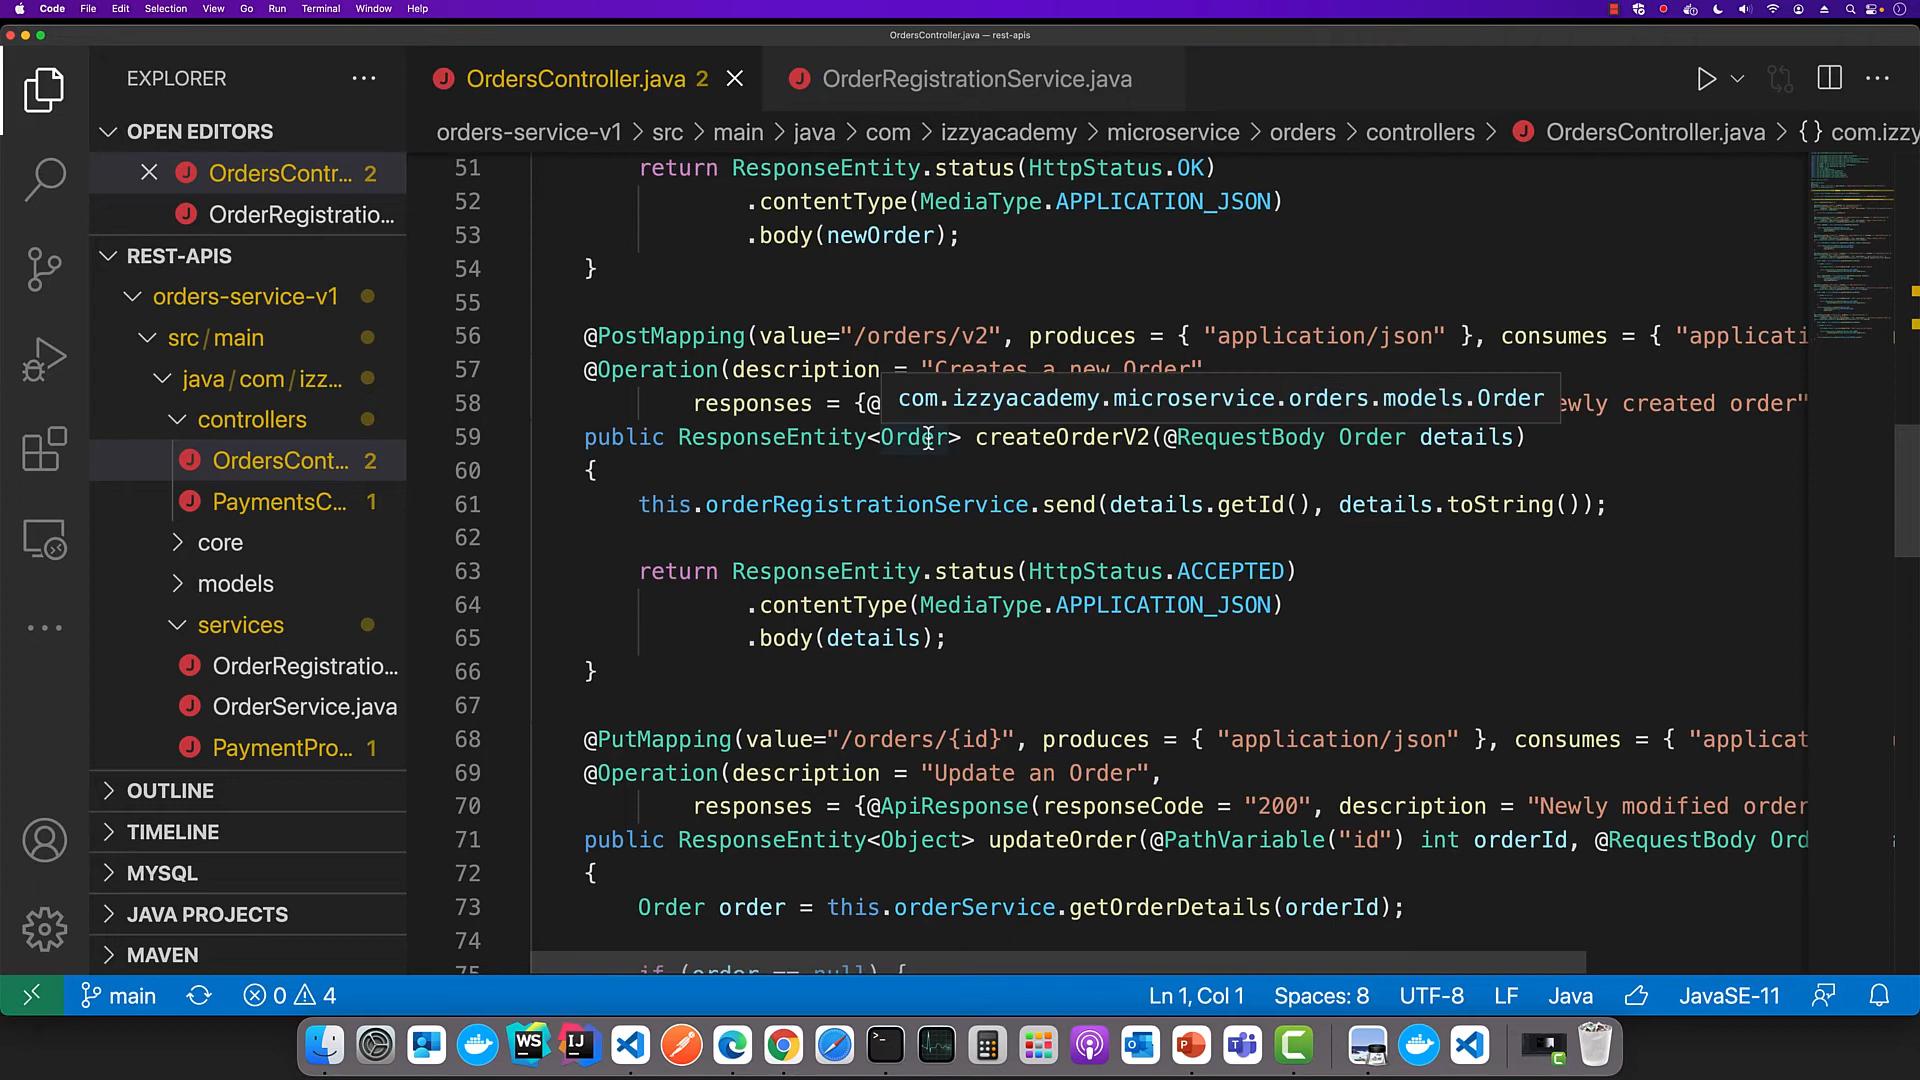 Code File Edit Selection View Go Run Terminal Window Help
OrdersController.java — rest-apis
EXPLORER
OrdersController.java 2
OrderRegistrationService.java
orders-service-v1 > src > main > java > com > izzyacademy > microservice > orders > controllers > OrdersController.java > {} com.izzy
OPEN EDITORS
OrdersContr... 2
OrderRegistratio...
REST-APIS
orders-service-v1
src/main
java/com/izz...
controllers
OrdersCont... 2
PaymentsC... 1
core
models
services
OrderRegistratio...
OrderService.java
PaymentPro... 1
OUTLINE
TIMELINE
MYSQL
JAVA PROJECTS
MAVEN
51 return ResponseEntity.status(HttpStatus.OK)
52 .contentType(MediaType.APPLICATION_JSON)
53 .body(newOrder);
54 }
55
56 @PostMapping(value="/orders/v2", produces = { "application/json" }, consumes = { "applicati
57 @Operation(description = "Creates a new Order",
com.izzyacademy.microservice.orders.models.Order
58 responses = {@ ewly created order"
59 public ResponseEntity<Order> createOrderV2(@RequestBody Order details)
60 {
61 this.orderRegistrationService.send(details.getId(), details.toString());
62
63 return ResponseEntity.status(HttpStatus.ACCEPTED)
64 .contentType(MediaType.APPLICATION_JSON)
65 .body(details);
66 }
67
68 @PutMapping(value="/orders/{id}", produces = { "application/json" }, consumes = { "applicat
69 @Operation(description = "Update an Order",
70 responses = {@ApiResponse(responseCode = "200", description = "Newly modified order
71 public ResponseEntity<Object> updateOrder(@PathVariable("id") int orderId, @RequestBody Ord
72 {
73 Order order = this.orderService.getOrderDetails(orderId);
74
75 if (order == null) {
main 0 4 Ln 1, Col 1 Spaces: 8 UTF-8 LF Java JavaSE-11
WS IJ